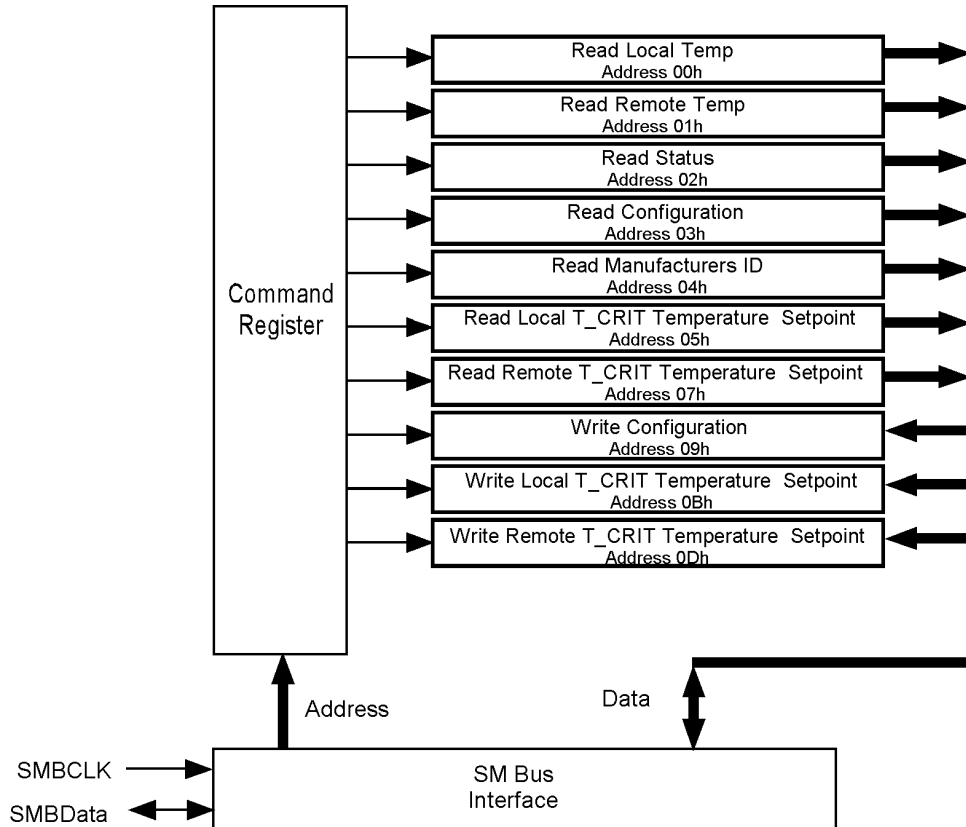 Read Local Temp
Address 00h
Read Remote Temp
Address 01h
Read Status
Address 02h
Read Configuration
Address 03h
Read Manufacturers ID
Address 04h
Command
Register
Read Local T_CRIT Temperature Setpoint
Address 05h
Read Remote T_CRIT Temperature Setpoint
Address 07h
Write Configuration
Address 09h
Write Local T_CRIT Temperature Setpoint
Address 0Bh
Write Remote T_CRIT Temperature Setpoint
Address 0Dh
Address
Data
SMBCLK
SMBData
SM Bus
Interface